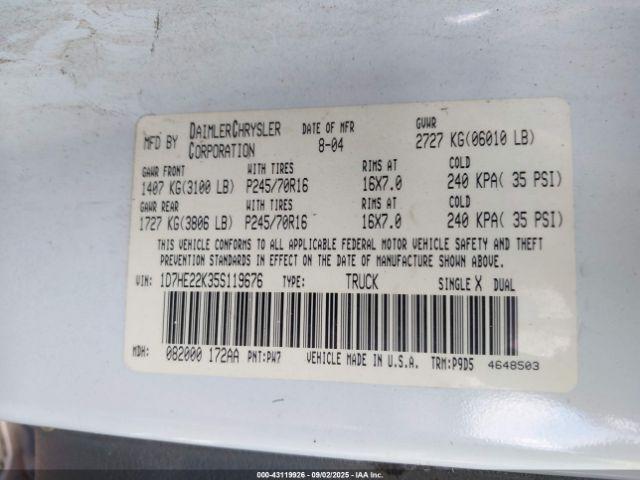 MFD BY DAIMLERCHRYSLER CORPORATION DATE OF MFR 8-04 GVWR 2727 KG(06010 LB)
GAWR FRONT WITH TIRES RIMS AT COLD
1407 KG(3100 LB) P245/70R16 16X7.0 240 KPA( 35 PSI)
GAWR REAR WITH TIRES RIMS AT COLD
1727 KG(3806 LB) P245/70R16 16X7.0 240 KPA( 35 PSI)
THIS VEHICLE CONFORMS TO ALL APPLICABLE FEDERAL MOTOR VEHICLE SAFETY AND THEFT
PREVENTION STANDARDS IN EFFECT ON THE DATE OF MANUFACTURE SHOWN ABOVE.
VIN: 1D7HE22K35S119676 TYPE: TRUCK SINGLE X DUAL
MDH: 082000 172AA PNT:PW7 VEHICLE MADE IN U.S.A. TRM:P9D5 4648503
000-43119926 - 09/02/2025 - IAA Inc.